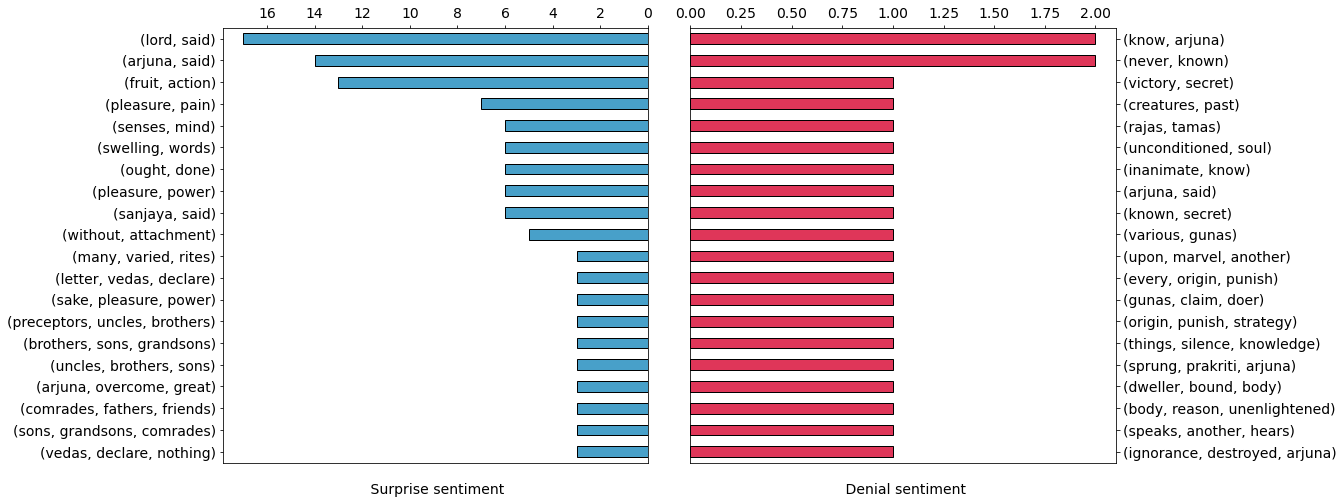 16 14 12 10 8 6 4 2 0 0.00 0.25 0.50 0.75 1.00 1.25 1.50 1.75 2.00
(lord, said) (know, arjuna)
(arjuna, said) (never, known)
(fruit, action) (victory, secret)
(pleasure, pain) (creatures, past)
(senses, mind) (rajas, tamas)
(swelling, words) (unconditioned, soul)
(ought, done) (inanimate, know)
(pleasure, power) (arjuna, said)
(sanjaya, said) (known, secret)
(without, attachment) (various, gunas)
(many, varied, rites) (upon, marvel, another)
(letter, vedas, declare) (every, origin, punish)
(sake, pleasure, power) (gunas, claim, doer)
(preceptors, uncles, brothers) (origin, punish, strategy)
(brothers, sons, grandsons) (things, silence, knowledge)
(uncles, brothers, sons) (sprung, prakriti, arjuna)
(arjuna, overcome, great) (dweller, bound, body)
(comrades, fathers, friends) (body, reason, unenlightened)
(sons, grandsons, comrades) (speaks, another, hears)
(vedas, declare, nothing) (ignorance, destroyed, arjuna)
Surprise sentiment Denial sentiment